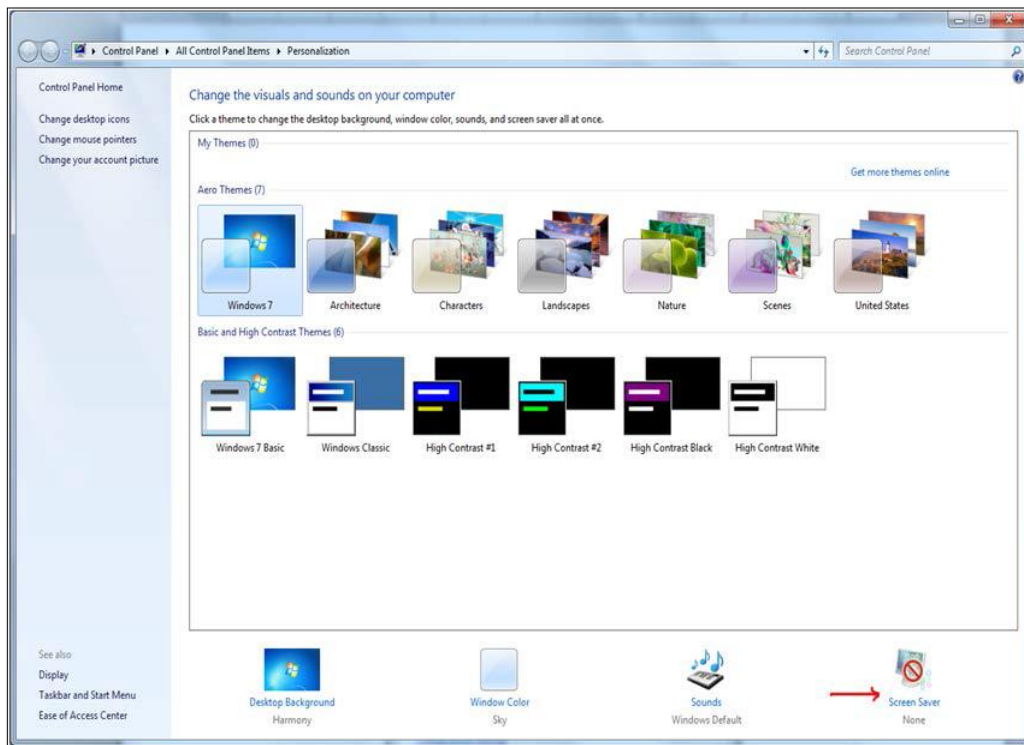 Control Panel ▸ All Control Panel Items ▸ Personalization
Search Control Panel
Control Panel Home
Change desktop icons
Change mouse pointers
Change your account picture
Change the visuals and sounds on your computer
Click a theme to change the desktop background, window color, sounds, and screen saver all at once.
My Themes (0)
Get more themes online
Aero Themes (7)
Windows 7 Architecture Characters Landscapes Nature Scenes United States
Basic and High Contrast Themes (6)
Windows 7 Basic Windows Classic High Contrast #1 High Contrast #2 High Contrast Black High Contrast White
See also
Display
Taskbar and Start Menu
Ease of Access Center
Desktop Background Window Color Sounds Screen Saver
Harmony Sky Windows Default None